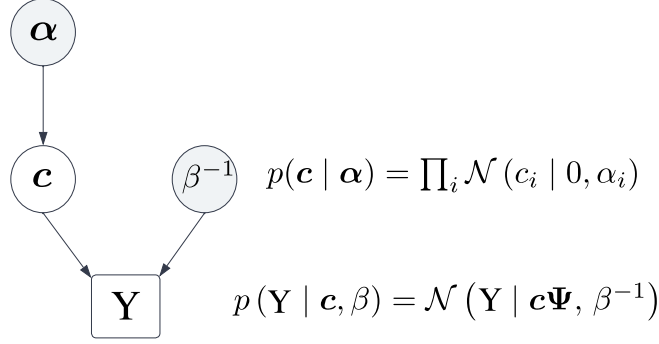 α
c
β⁻¹
p(c | α) = ∏ᵢ 𝒩 (cᵢ | 0, αᵢ)
Y
p (Y | c, β) = 𝒩 (Y | cΨ, β⁻¹)